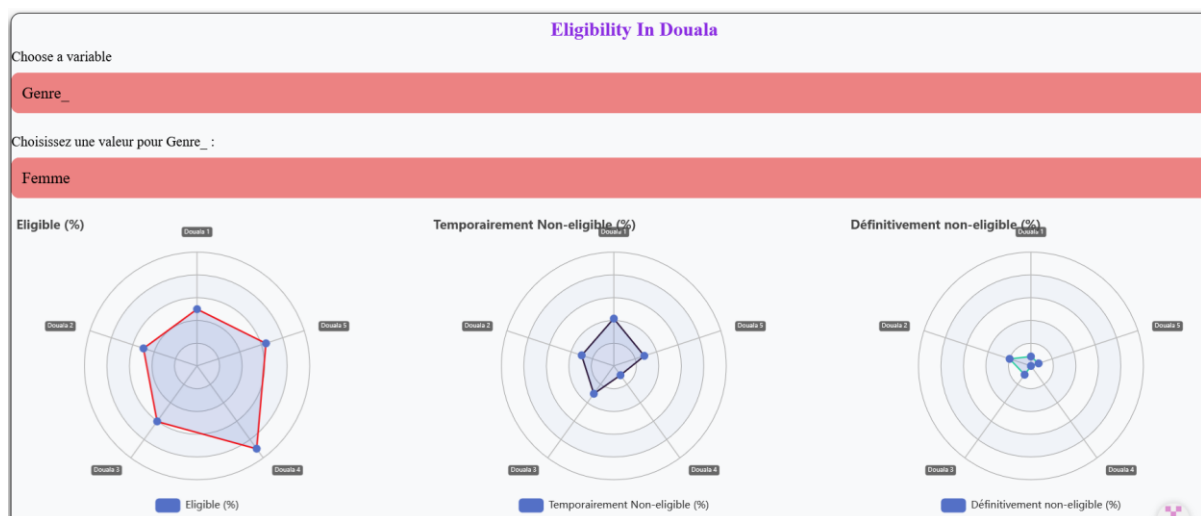 Eligibility In Douala
Choose a variable
Genre_
Choisissez une valeur pour Genre_ :
Femme
Eligible (%)
Douala 1
Douala 2
Douala 5
Douala 3
Douala 4
Eligible (%)
Temporairement Non-eligible (%)
Douala 1
Douala 2
Douala 5
Douala 3
Douala 4
Temporairement Non-eligible (%)
Définitivement non-eligible (%)
Douala 1
Douala 2
Douala 5
Douala 3
Douala 4
Définitivement non-eligible (%)